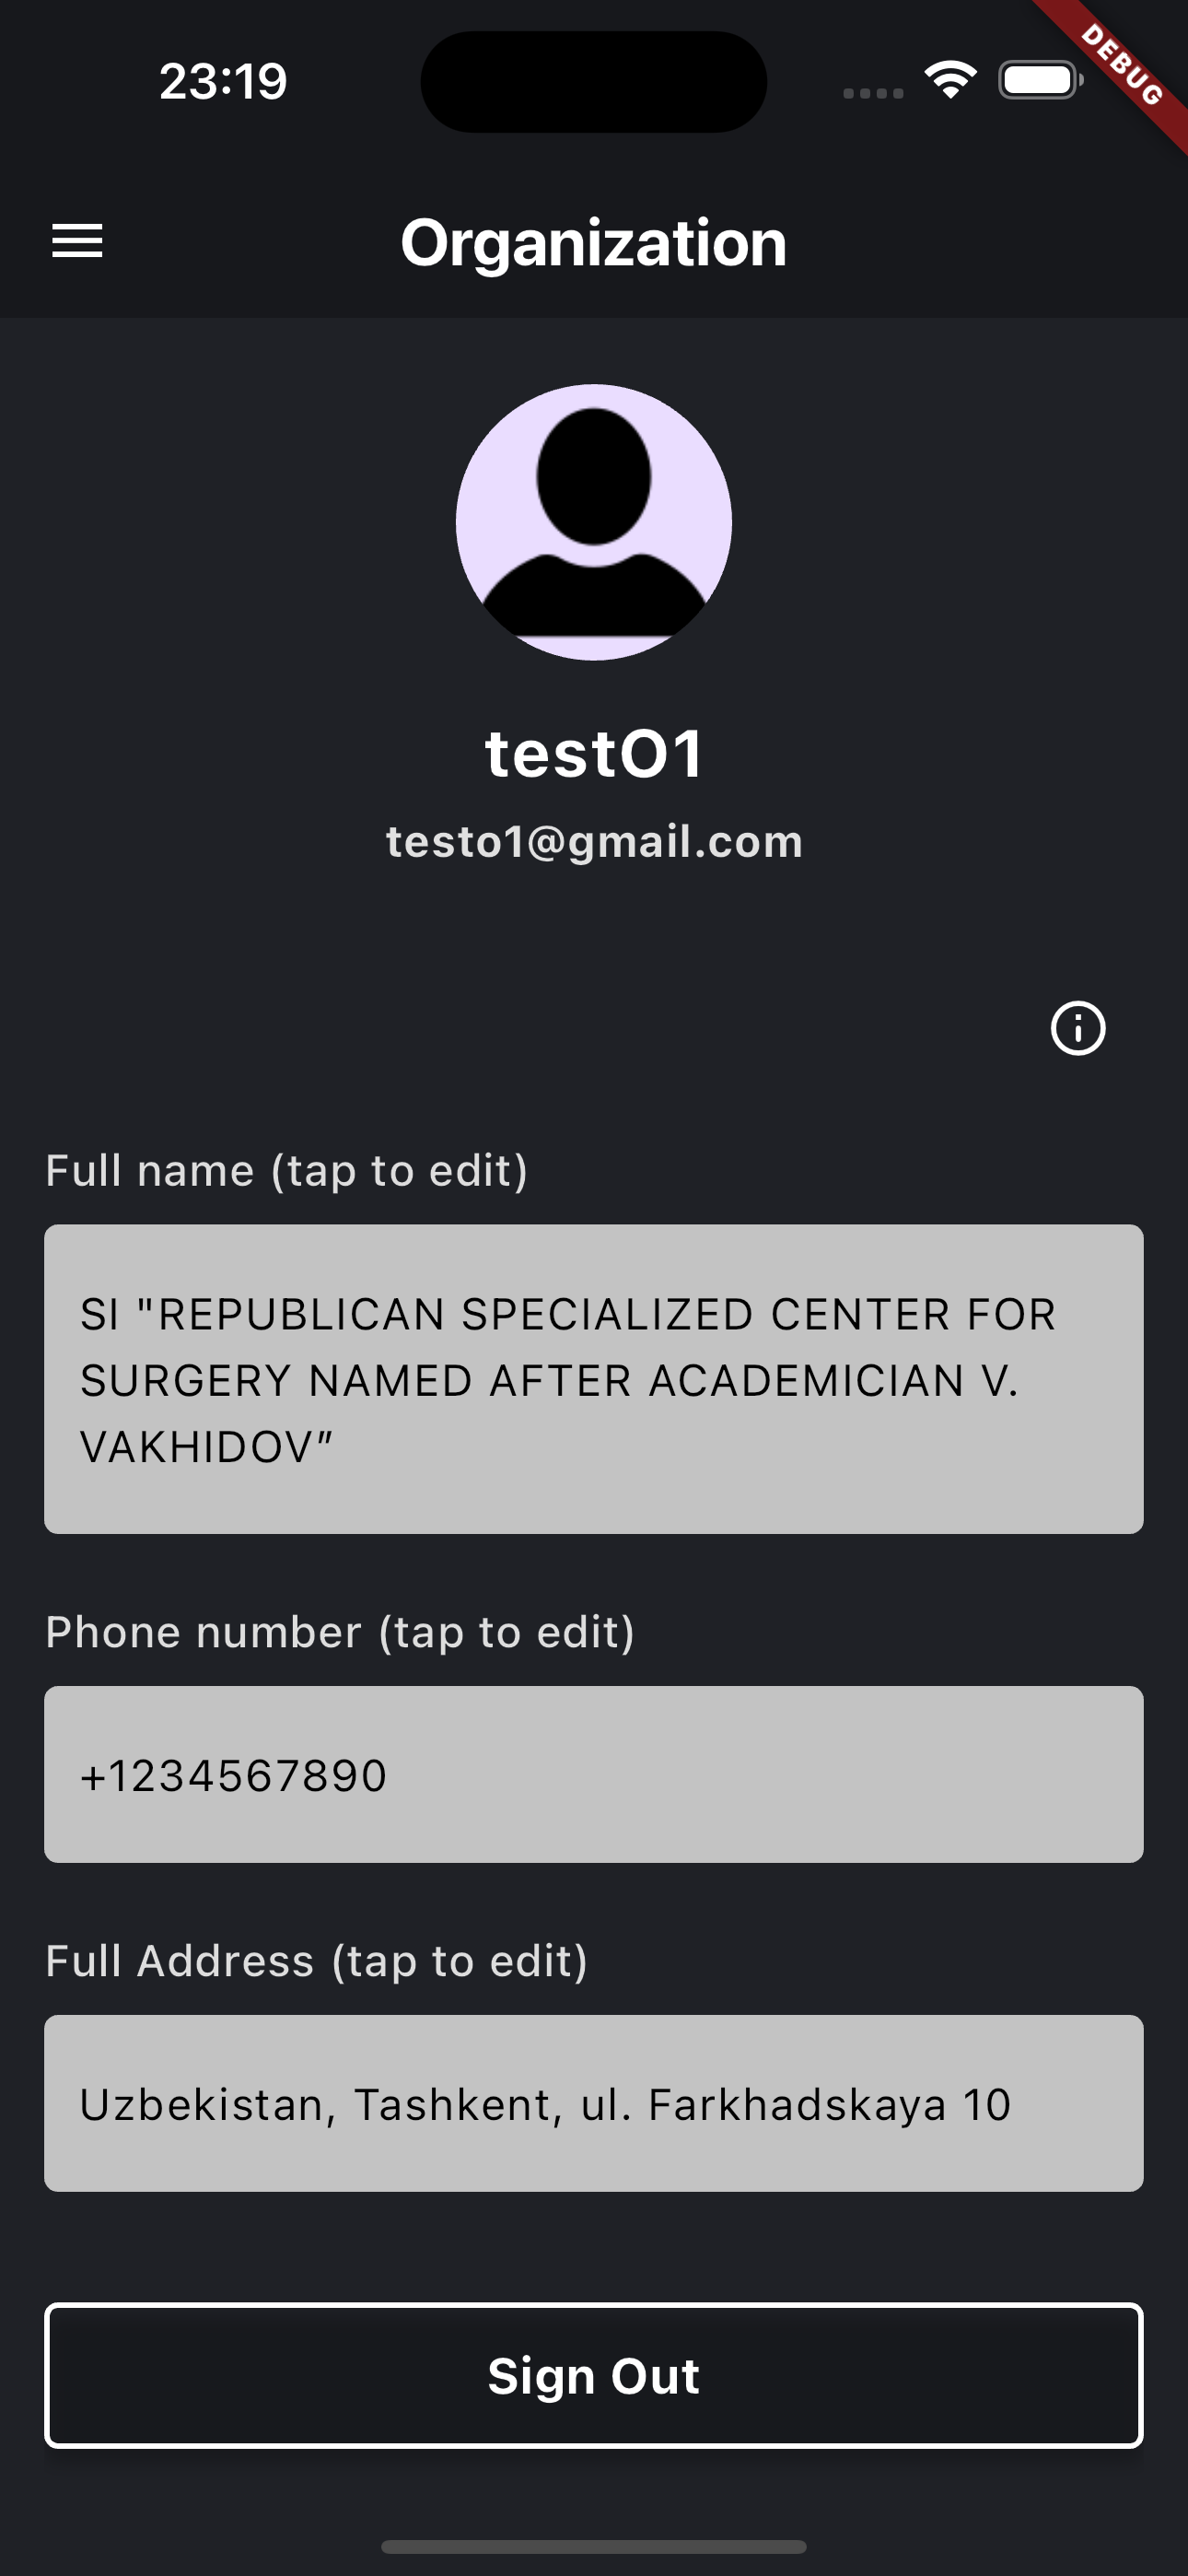 23:19
DEBUG
Organization
testO1
testo1@gmail.com
Full name (tap to edit)
SI "REPUBLICAN SPECIALIZED CENTER FOR
SURGERY NAMED AFTER ACADEMICIAN V.
VAKHIDOV”
Phone number (tap to edit)
+1234567890
Full Address (tap to edit)
Uzbekistan, Tashkent, ul. Farkhadskaya 10
Sign Out